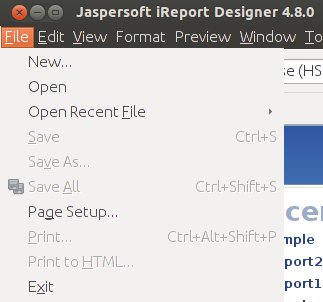 Jaspersoft iReport Designer 4.8.0
File Edit View Format Preview Window To
New...
se (HS
Open
Open Recent File
Save Ctrl+S
Save As...
Save All Ctrl+Shift+S
Page Setup...
cen
mple
Print... Ctrl+Alt+Shift+P
port2
Print to HTML...
port1
Exit